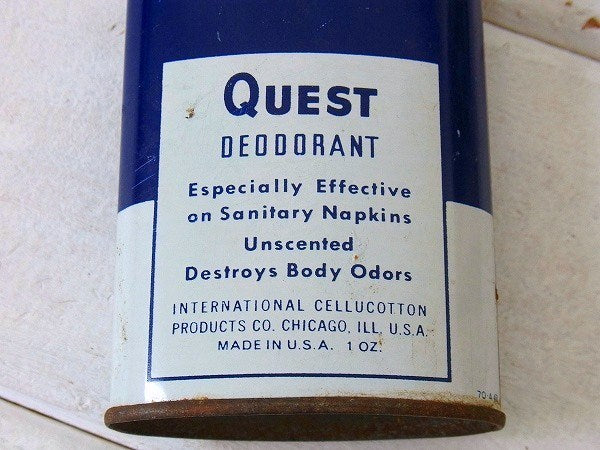 QUEST
DEODORANT
Especially Effective
on Sanitary Napkins
Unscented
Destroys Body Odors
INTERNATIONAL CELLUCOTTON
PRODUCTS CO. CHICAGO, ILL. U.S.A.
MADE IN U.S.A. 1 OZ.